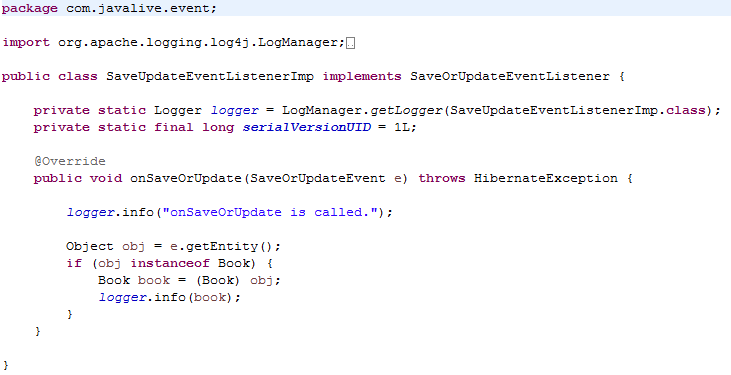 package com.javalive.event;
import org.apache.logging.log4j.LogManager;
public class SaveUpdateEventListenerImp implements SaveOrUpdateEventListener {
private static Logger logger = LogManager.getLogger(SaveUpdateEventListenerImp.class);
private static final long serialVersionUID = 1L;
@Override
public void onSaveOrUpdate(SaveOrUpdateEvent e) throws HibernateException {
logger.info("onSaveOrUpdate is called.");
Object obj = e.getEntity();
if (obj instanceof Book) {
Book book = (Book) obj;
logger.info(book);
}
}
}